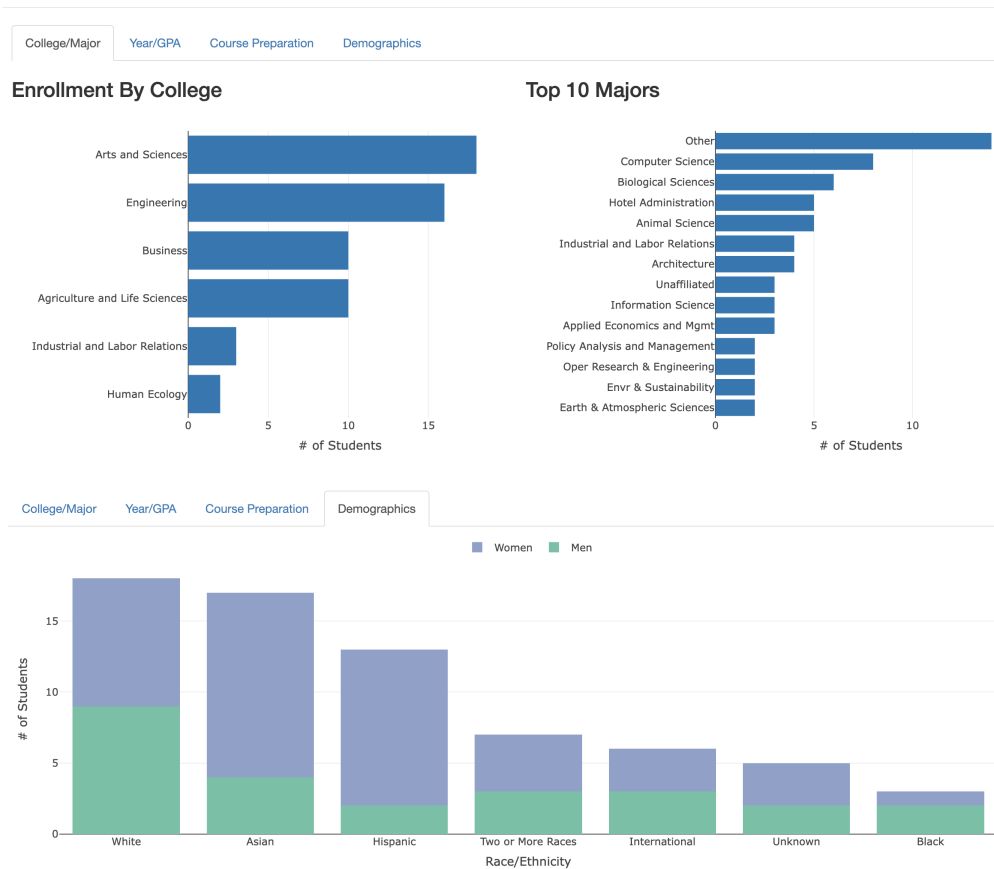 College/Major Year/GPA Course Preparation Demographics
Enrollment By College
Arts and Sciences
Engineering
Business
Agriculture and Life Sciences
Industrial and Labor Relations
Human Ecology
0 5 10 15
# of Students
Top 10 Majors
Other
Computer Science
Biological Sciences
Hotel Administration
Animal Science
Industrial and Labor Relations
Architecture
Unaffiliated
Information Science
Applied Economics and Mgmt
Policy Analysis and Management
Oper Research & Engineering
Envr & Sustainability
Earth & Atmospheric Sciences
0 5 10
# of Students
College/Major Year/GPA Course Preparation Demographics
Women Men
# of Students
15
10
5
0
White Asian Hispanic Two or More Races International Unknown Black
Race/Ethnicity